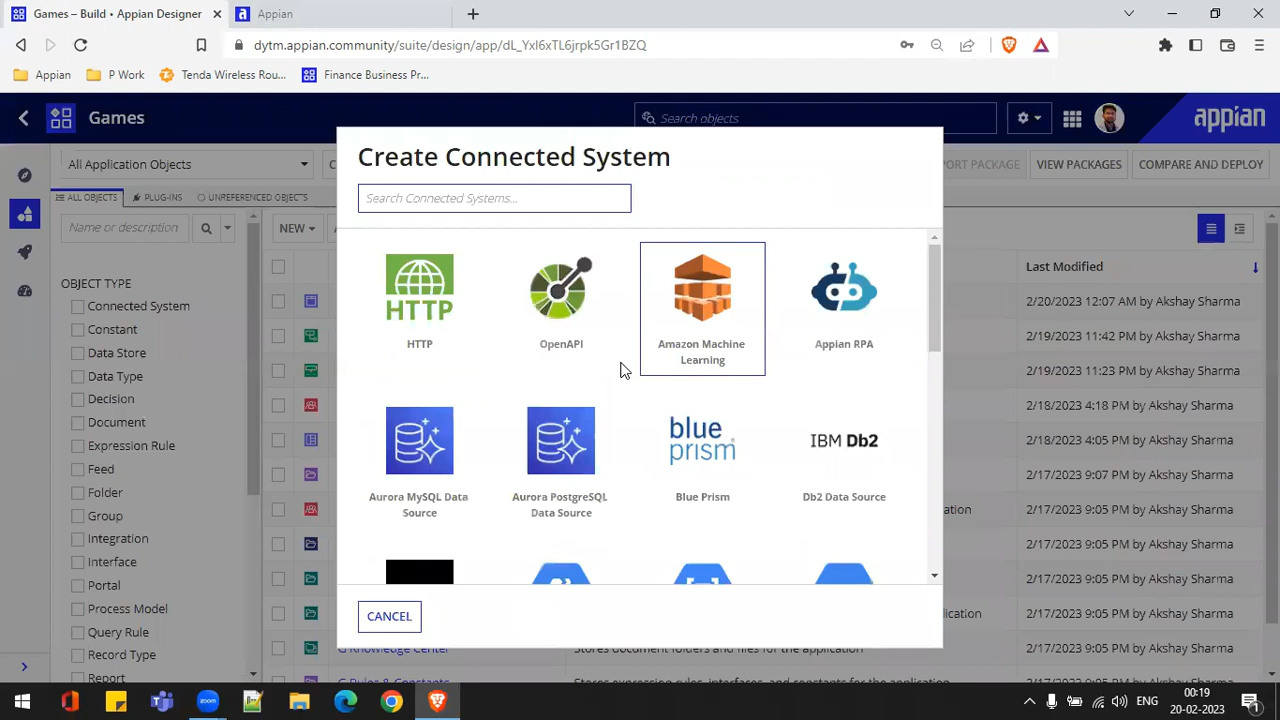 Games – Build • Appian Designer
Appian
dytm.appian.community/suite/design/app/dL_Yxl6xTL6jrpk5Gr1BZQ
Appian
P Work
Tenda Wireless Rou...
Finance Business Pr...
Games
Search objects
appian
All Application Objects
PORT PACKAGE
VIEW PACKAGES
COMPARE AND DEPLOY
ALL OBJECTS
PLUG-INS
UNREFERENCED OBJECTS
Name or description
NEW
OBJECT TYPE
Connected System
Constant
Data Store
Data Type
Decision
Document
Expression Rule
Feed
Folder
Group
Integration
Interface
Portal
Process Model
Query Rule
Record Type
Report
Create Connected System
Search Connected Systems...
HTTP
HTTP
OpenAPI
Amazon Machine
Learning
Appian RPA
Aurora MySQL Data
Source
Aurora PostgreSQL
Data Source
blue
prism
Blue Prism
IBM Db2
Db2 Data Source
CANCEL
Last Modified
2/20/2023 12:07 AM by Akshay Sharma
2/19/2023 11:42 PM by Akshay Sharma
2/19/2023 11:23 PM by Akshay Sharma
2/18/2023 4:18 PM by Akshay Sharma
2/18/2023 4:05 PM by Akshay Sharma
2/17/2023 9:07 PM by Akshay Sharma
2/17/2023 9:05 PM by Akshay Sharma
2/17/2023 9:05 PM by Akshay Sharma
2/17/2023 9:05 PM by Akshay Sharma
2/17/2023 9:05 PM by Akshay Sharma
2/17/2023 9:05 PM by Akshay Sharma
G Knowledge Center
Stores document folders and files for the application
G Rules & Constants
Stores expression rules, interfaces, and constants for the application
2/17/2023 9:05 PM by Akshay Sharma
zoom
ENG
00:19
20-02-2023
1